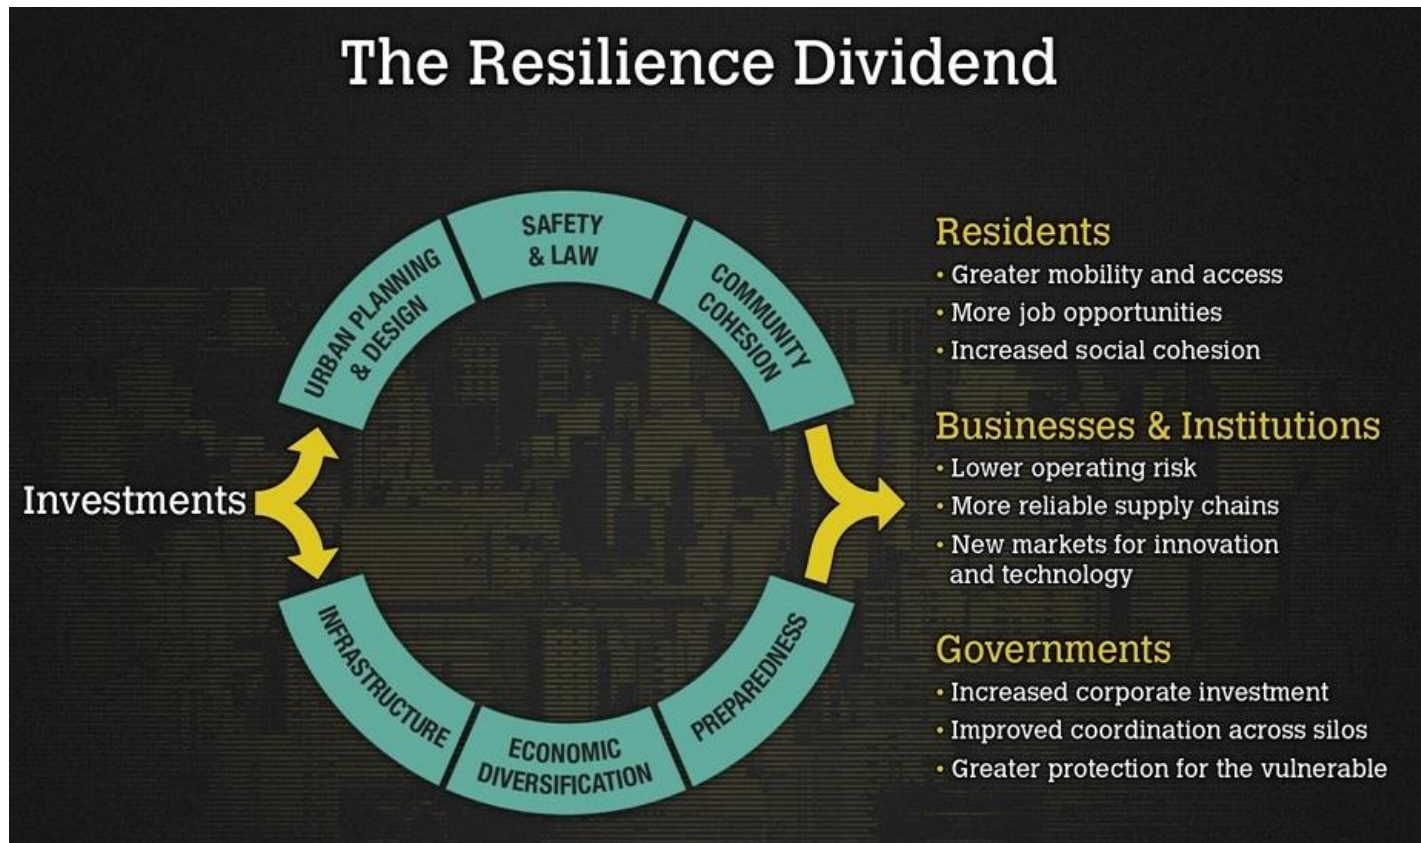 The Resilience Dividend
Investments
URBAN PLANNING
& DESIGN
SAFETY
& LAW
COMMUNITY
COHESION
INFRASTRUCTURE
ECONOMIC
DIVERSIFICATION
PREPAREDNESS
Residents
• Greater mobility and access
• More job opportunities
• Increased social cohesion
Businesses & Institutions
• Lower operating risk
• More reliable supply chains
• New markets for innovation
and technology
Governments
• Increased corporate investment
• Improved coordination across silos
• Greater protection for the vulnerable